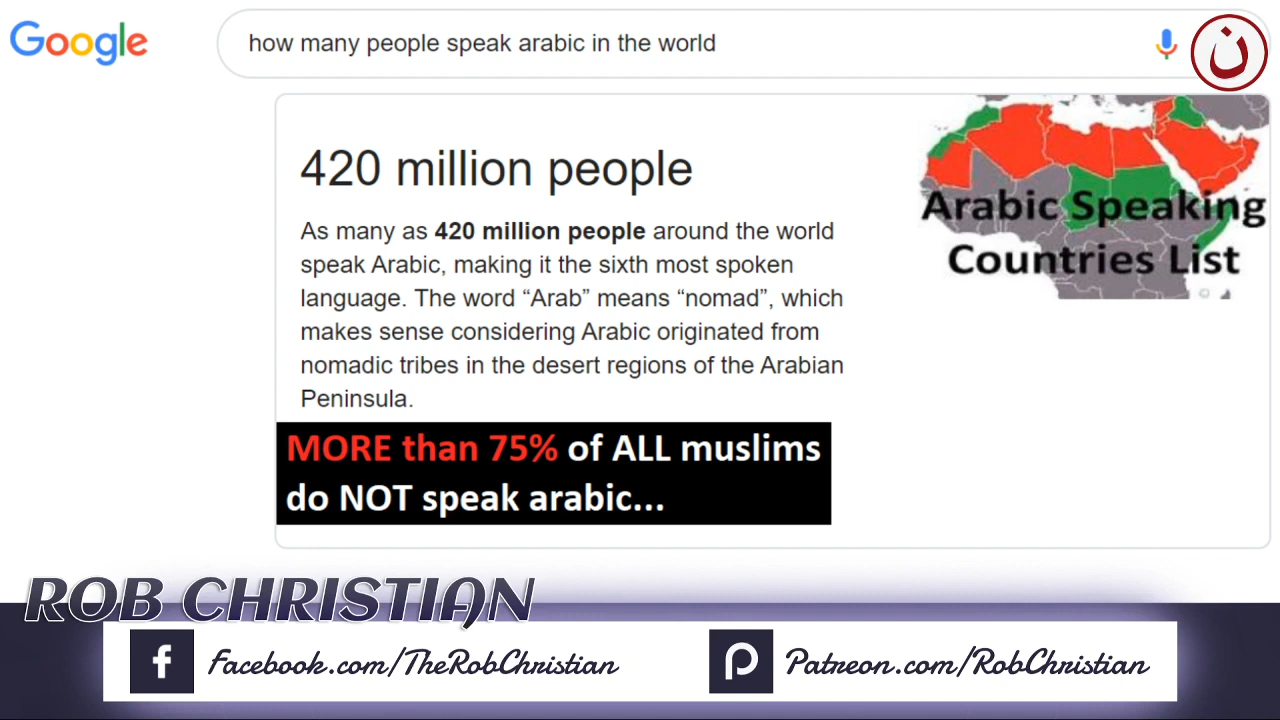 Google
how many people speak arabic in the world
ن
420 million people
As many as 420 million people around the world
speak Arabic, making it the sixth most spoken
language. The word “Arab” means “nomad”, which
makes sense considering Arabic originated from
nomadic tribes in the desert regions of the Arabian
Peninsula.
Arabic Speaking
Countries List
MORE than 75% of ALL muslims
do NOT speak arabic...
ROB CHRISTIAN
Facebook.com/TheRobChristian
Patreon.com/RobChristian